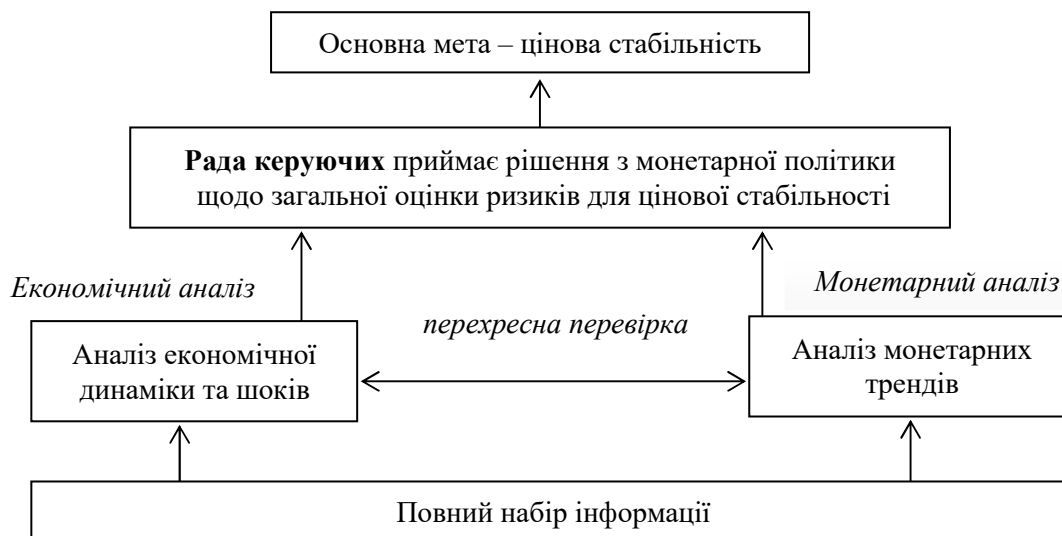 Основна мета – цінова стабільність
Рада керуючих приймає рішення з монетарної політики
щодо загальної оцінки ризиків для цінової стабільності
Економічний аналіз
Монетарний аналіз
перехресна перевірка
Аналіз економічної
динаміки та шоків
Аналіз монетарних
трендів
Повний набір інформації